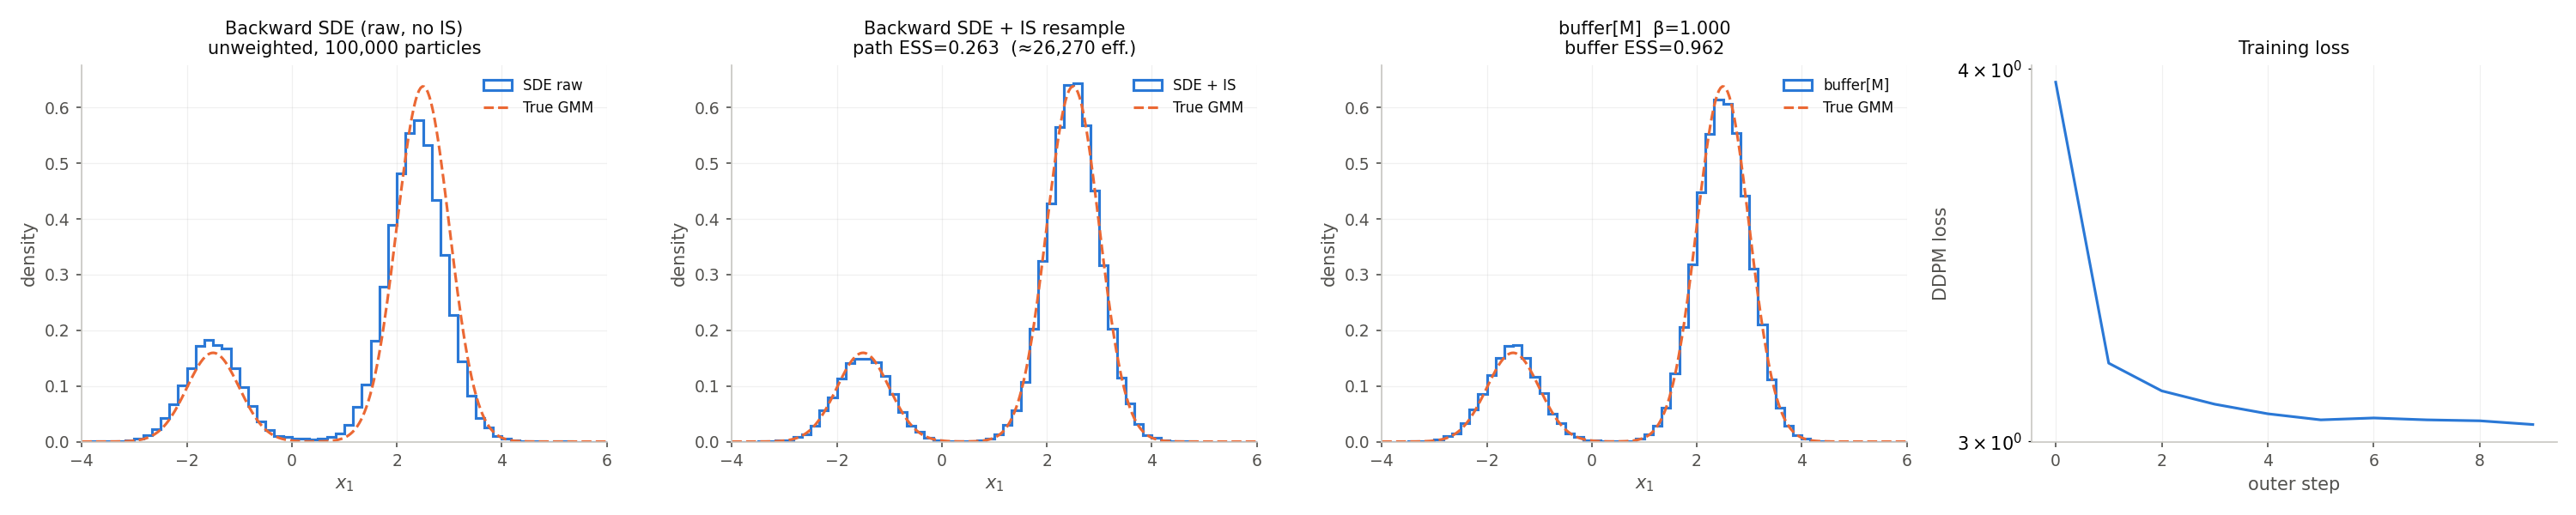 Backward SDE (raw, no IS)
unweighted, 100,000 particles
SDE raw
True GMM
density
0.6
0.5
0.4
0.3
0.2
0.1
0.0
−4
−2
0
2
4
6
x₁
Backward SDE + IS resample
path ESS=0.263 (≈26,270 eff.)
SDE + IS
True GMM
density
0.6
0.5
0.4
0.3
0.2
0.1
0.0
−4
−2
0
2
4
6
x₁
buffer[M] β=1.000
buffer ESS=0.962
buffer[M]
True GMM
density
0.6
0.5
0.4
0.3
0.2
0.1
0.0
−4
−2
0
2
4
6
x₁
Training loss
DDPM loss
4 × 10⁰
3 × 10⁰
0
2
4
6
8
outer step